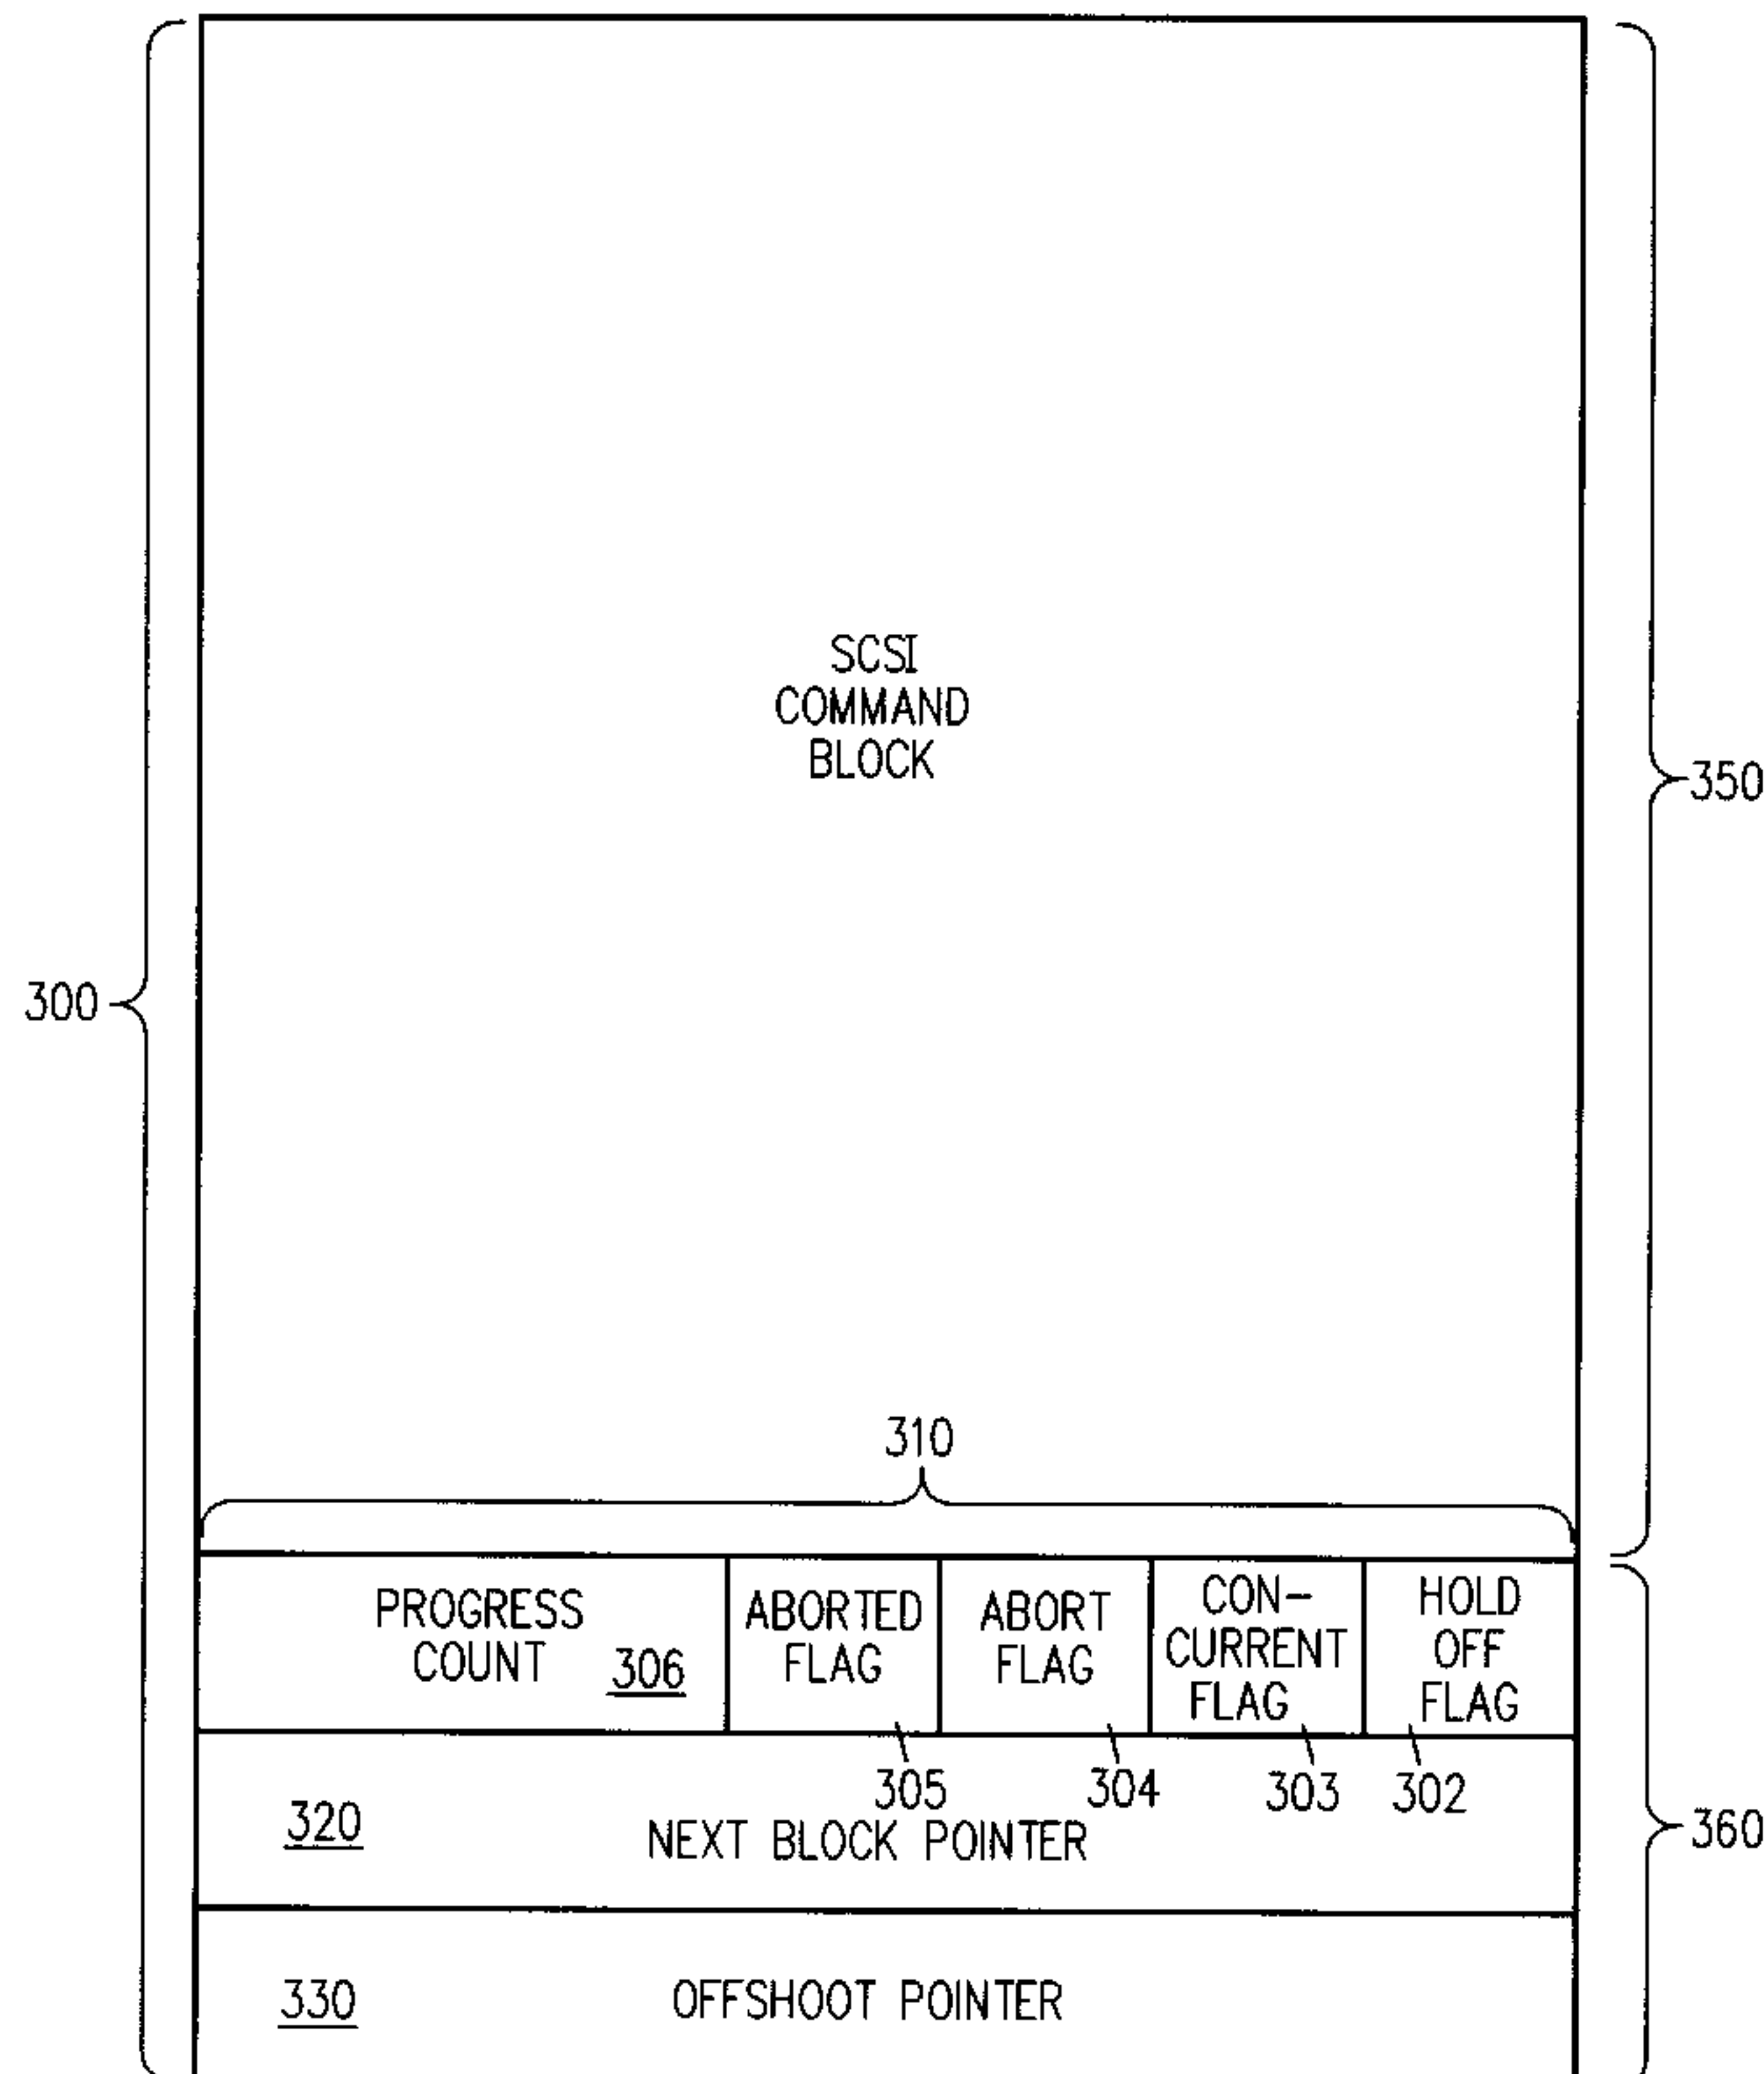 SCSI
COMMAND
BLOCK
350
300
310
PROGRESS
COUNT 306
ABORTED
FLAG
ABORT
FLAG
CON-
CURRENT
FLAG
HOLD
OFF
FLAG
305
304
303
302
320
NEXT BLOCK POINTER
360
330
OFFSHOOT POINTER